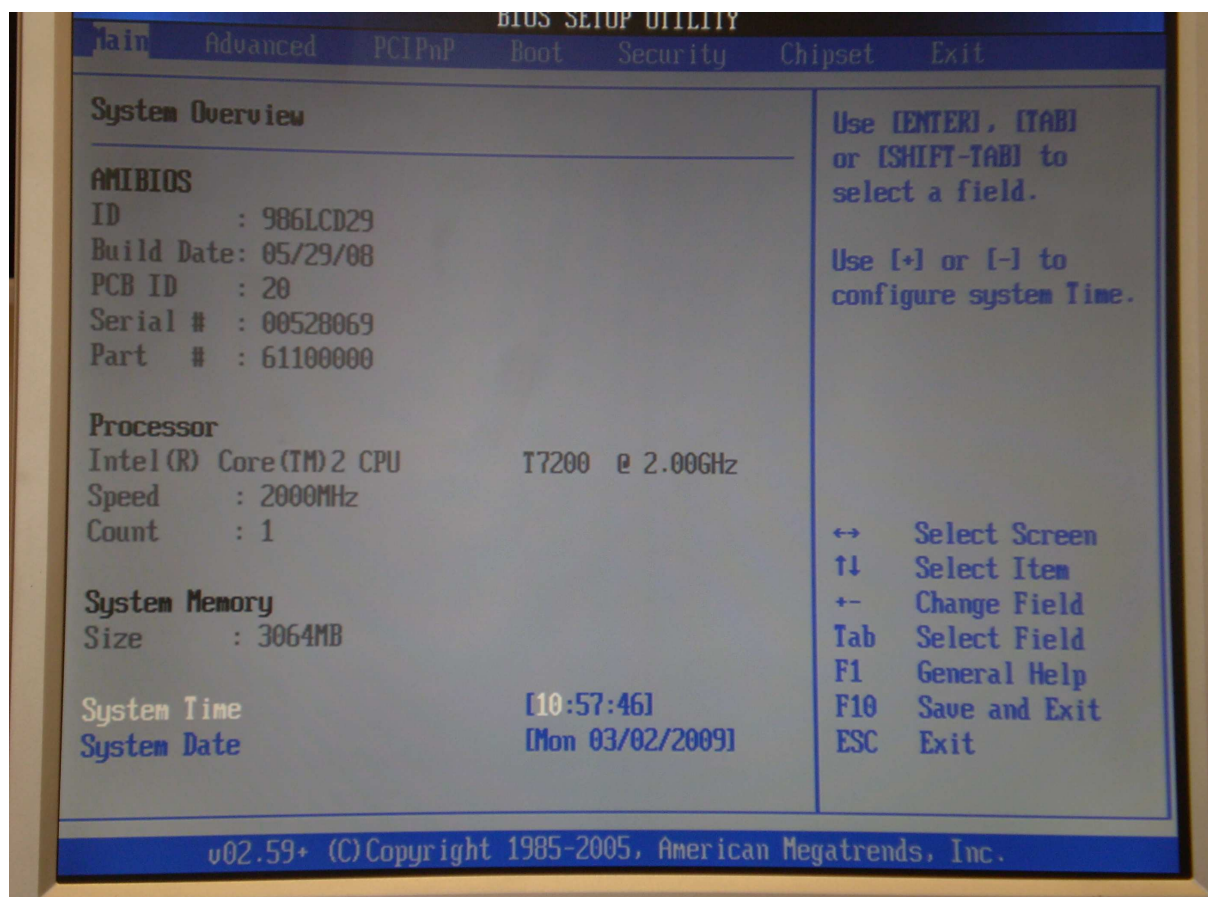 BIOS SETUP UTILITY
Main Advanced PCIPnP Boot Security Chipset Exit
System Overview
AMIBIOS
ID : 986LCD29
Build Date: 05/29/08
PCB ID : 20
Serial # : 00528069
Part # : 61100000
Processor
Intel(R) Core(TM)2 CPU T7200 @ 2.00GHz
Speed : 2000MHz
Count : 1
System Memory
Size : 3064MB
System Time [10:57:46]
System Date [Mon 03/02/2009]
Use [ENTER], [TAB]
or [SHIFT-TAB] to
select a field.
Use [+] or [-] to
configure system Time.
↔ Select Screen
↑↓ Select Item
+- Change Field
Tab Select Field
F1 General Help
F10 Save and Exit
ESC Exit
v02.59+ (C)Copyright 1985-2005, American Megatrends, Inc.